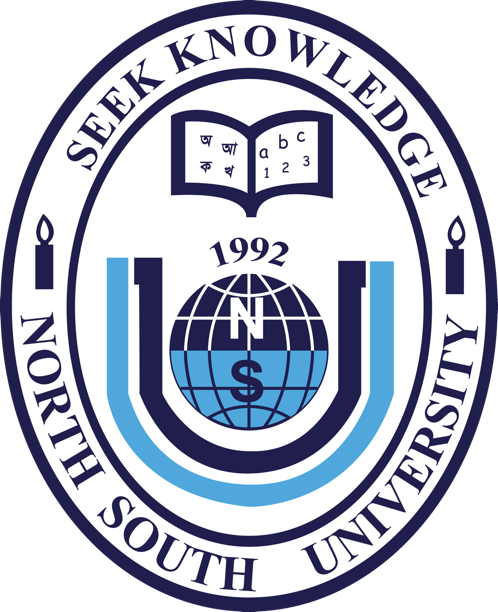 SEEK KNOWLEDGE
অ আ
ক খ
a b c
1 2 3
1992
N
S
NORTH SOUTH UNIVERSITY